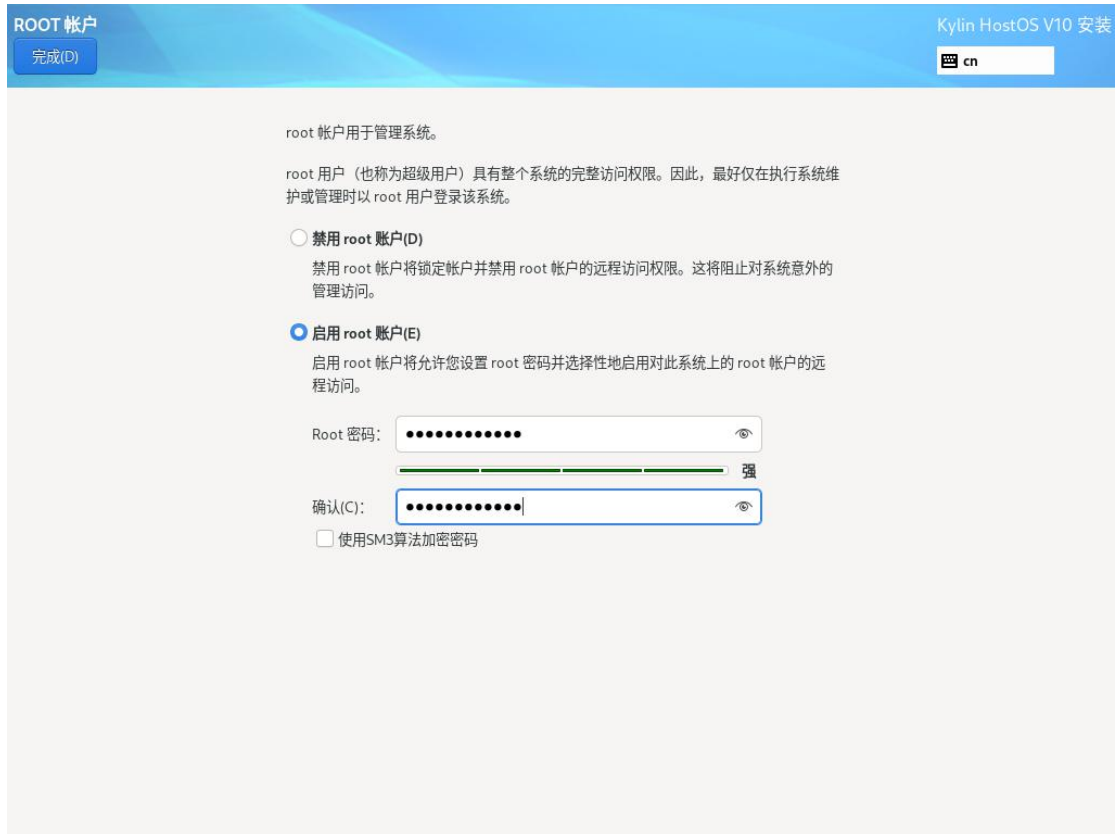 ROOT 帐户
完成(D)
Kylin HostOS V10 安装
cn
root 帐户用于管理系统。
root 用户（也称为超级用户）具有整个系统的完整访问权限。因此，最好仅在执行系统维
护或管理时以 root 用户登录该系统。
禁用 root 账户(D)
禁用 root 帐户将锁定帐户并禁用 root 帐户的远程访问权限。这将阻止对系统意外的
管理访问。
启用 root 账户(E)
启用 root 帐户将允许您设置 root 密码并选择性地启用对此系统上的 root 帐户的远
程访问。
Root 密码： ●●●●●●●●●●●●
强
确认(C)： ●●●●●●●●●●●●
使用SM3算法加密密码